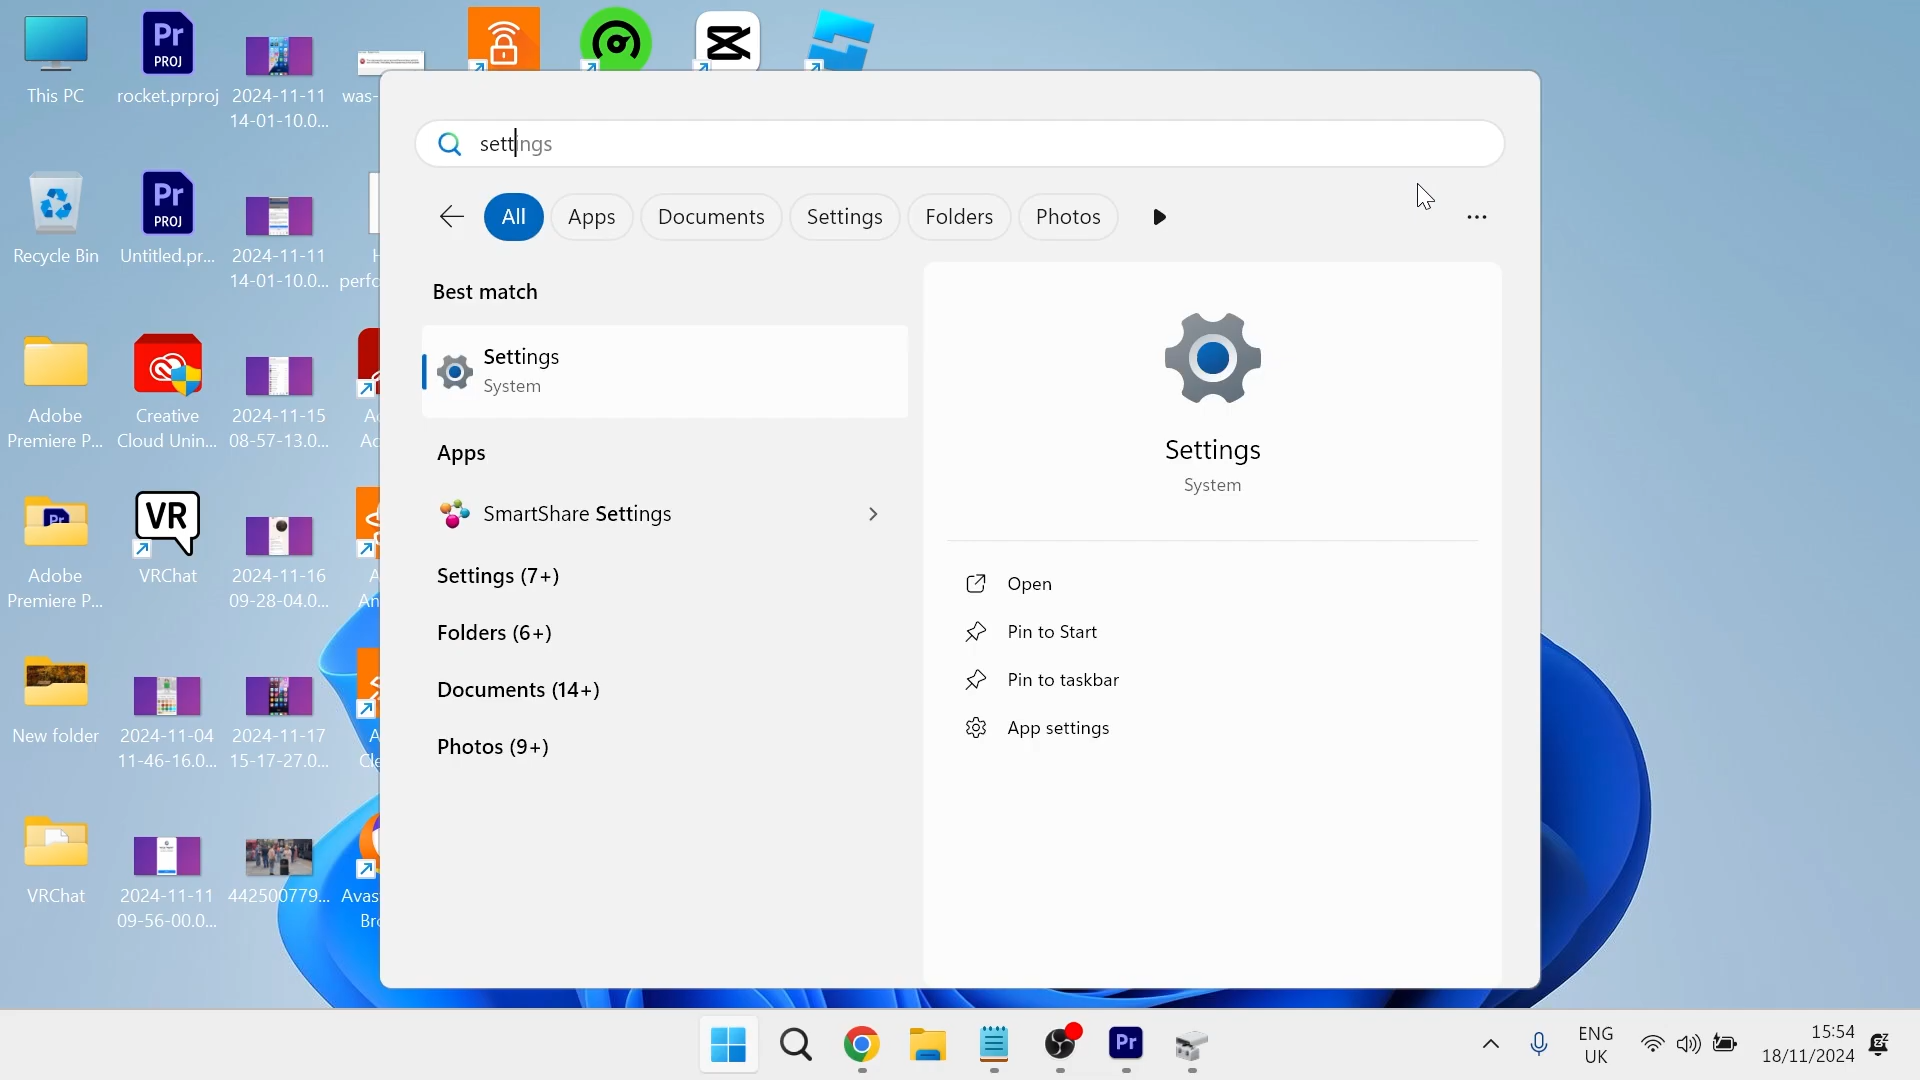 This PC
Pr
PROJ
rocket.prproj
2024-11-11
14-01-10.0...
was-
Recycle Bin
Pr
PROJ
Untitled.pr...
2024-11-11
14-01-10.0...
perfo
Adobe
Premiere P...
Creative
Cloud Unin...
2024-11-15
08-57-13.0...
Adobe
Premiere P...
VR
VRChat
2024-11-16
09-28-04.0...
New folder
2024-11-04
11-46-16.0...
2024-11-17
15-17-27.0...
Cle
VRChat
2024-11-11
09-56-00.0...
442500779...
Avas
Bro
settings
All
Apps
Documents
Settings
Folders
Photos
Best match
Settings
System
Apps
SmartShare Settings
Settings (7+)
Folders (6+)
Documents (14+)
Photos (9+)
Settings
System
Open
Pin to Start
Pin to taskbar
App settings
Pr
ENG
UK
15:54
18/11/2024